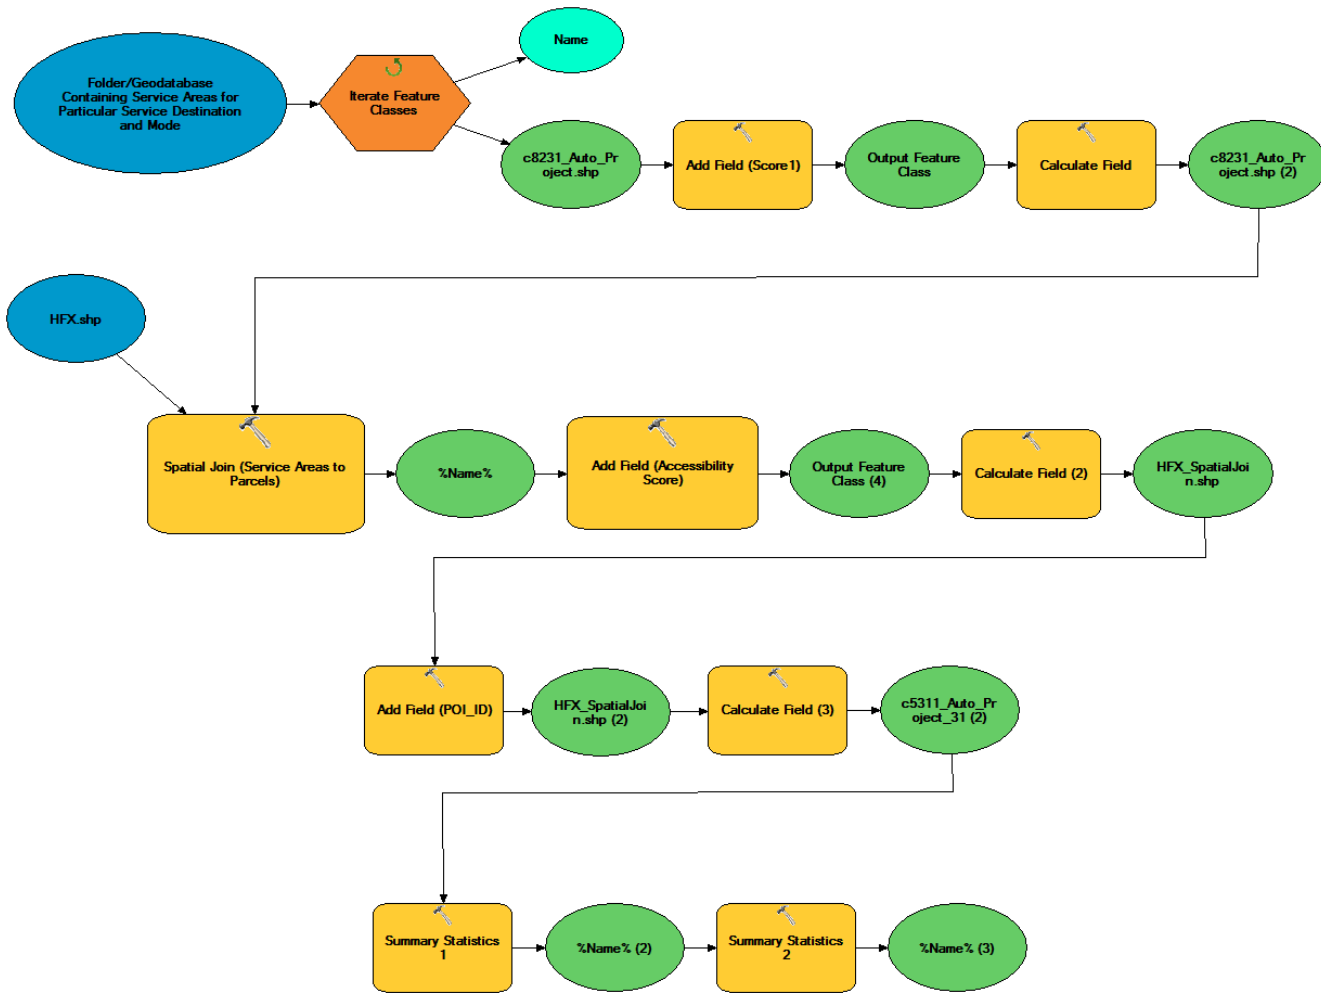 Name
Folder/Geodatabase
Containing Service Areas for
Particular Service Destination
and Mode
Iterate Feature
Classes
c8231_Auto_Pr
oject.shp
Add Field (Score1)
Output Feature
Class
Calculate Field
c8231_Auto_Pr
oject.shp (2)
HFX.shp
Spatial Join (Service Areas to
Parcels)
%Name%
Add Field (Accessibility
Score)
Output Feature
Class (4)
Calculate Field (2)
HFX_SpatialJoi
n.shp
Add Field (POI_ID)
HFX_SpatialJoi
n.shp (2)
Calculate Field (3)
c5311_Auto_Pr
oject_31 (2)
Summary Statistics
1
%Name% (2)
Summary Statistics
2
%Name% (3)